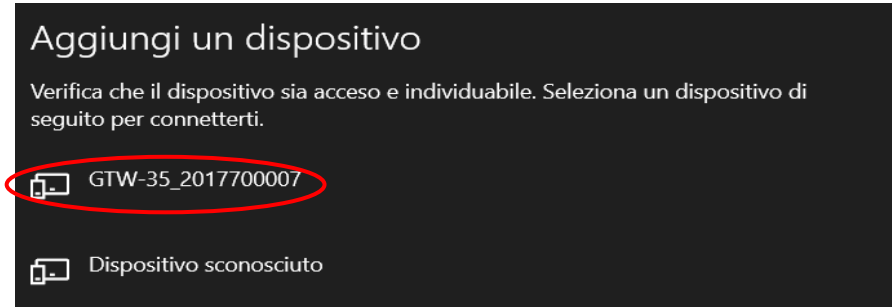 Aggiungi un dispositivo
Verifica che il dispositivo sia acceso e individuabile. Seleziona un dispositivo di
seguito per connetterti.
GTW-35_2017700007
Dispositivo sconosciuto